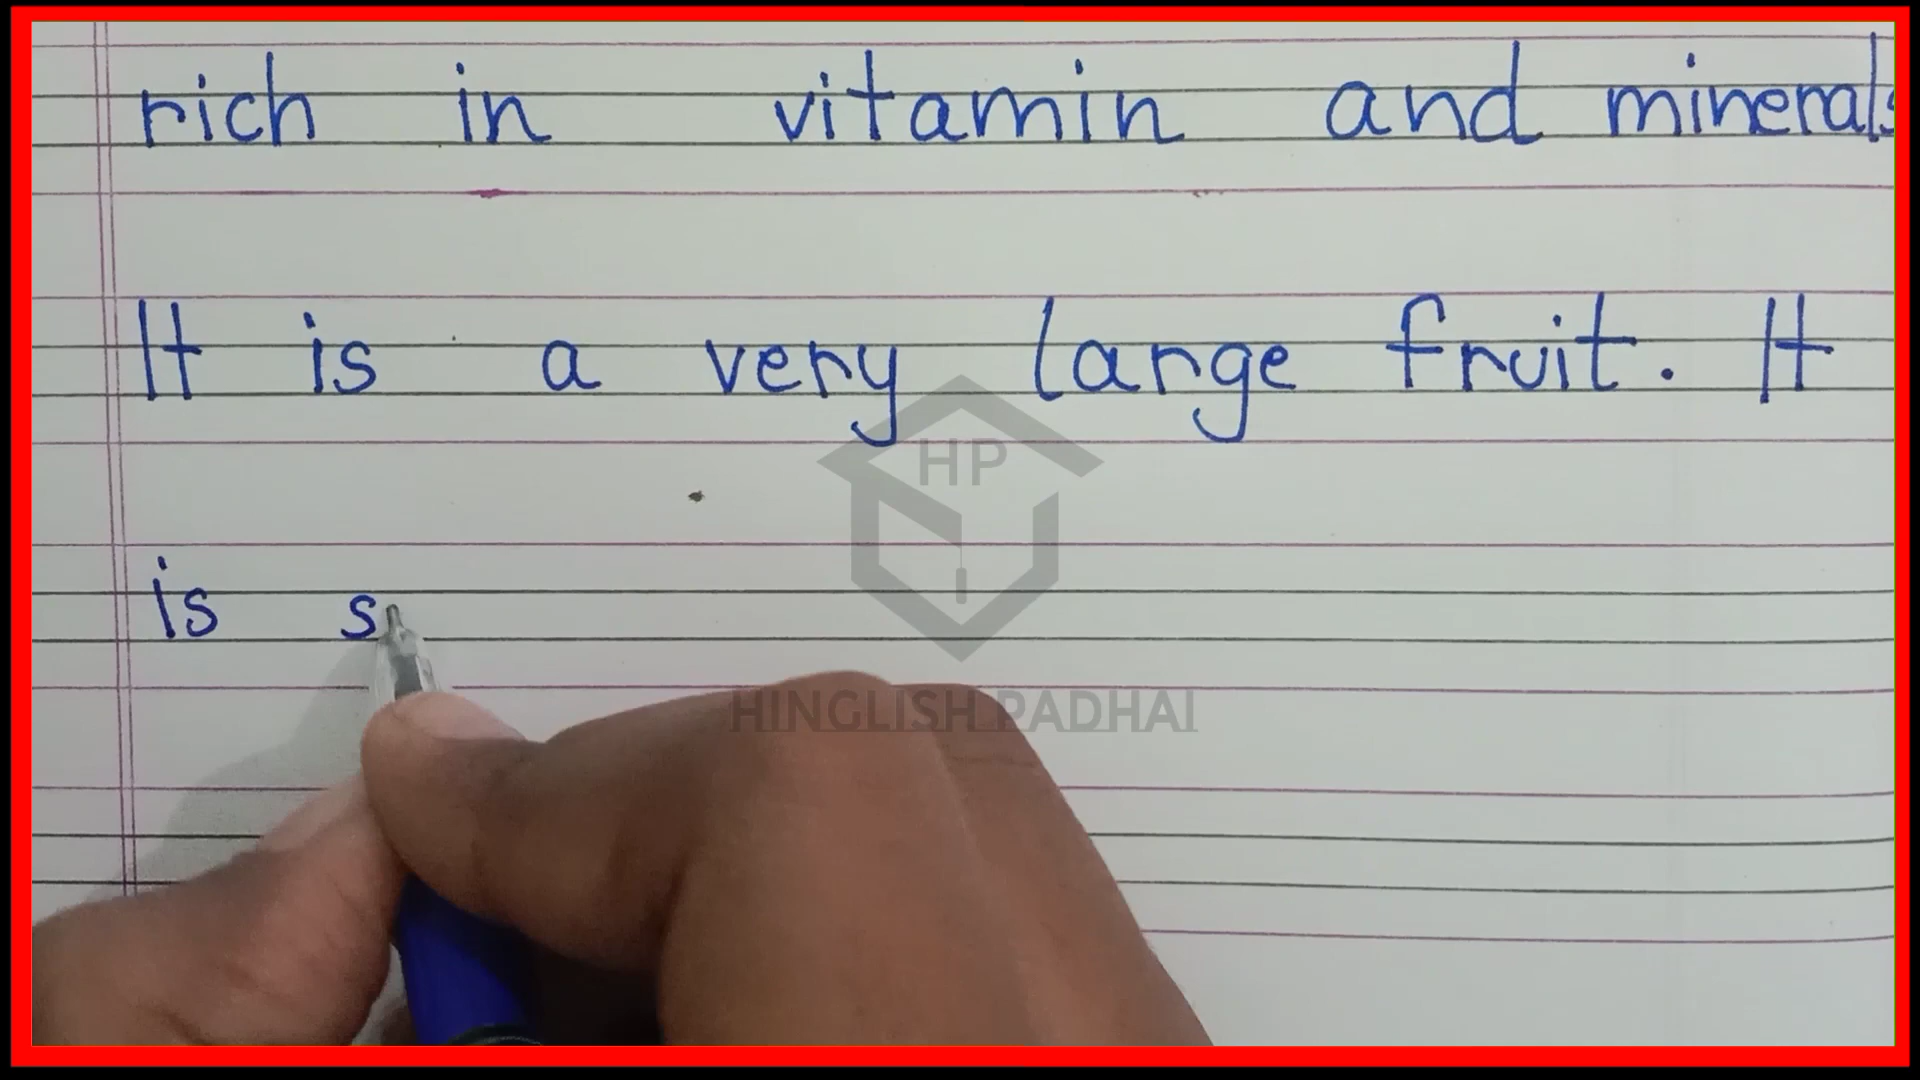 rich in vitamin and minerals
It is a very large fruit. It
HP
is s
HINGLISH PADHAI